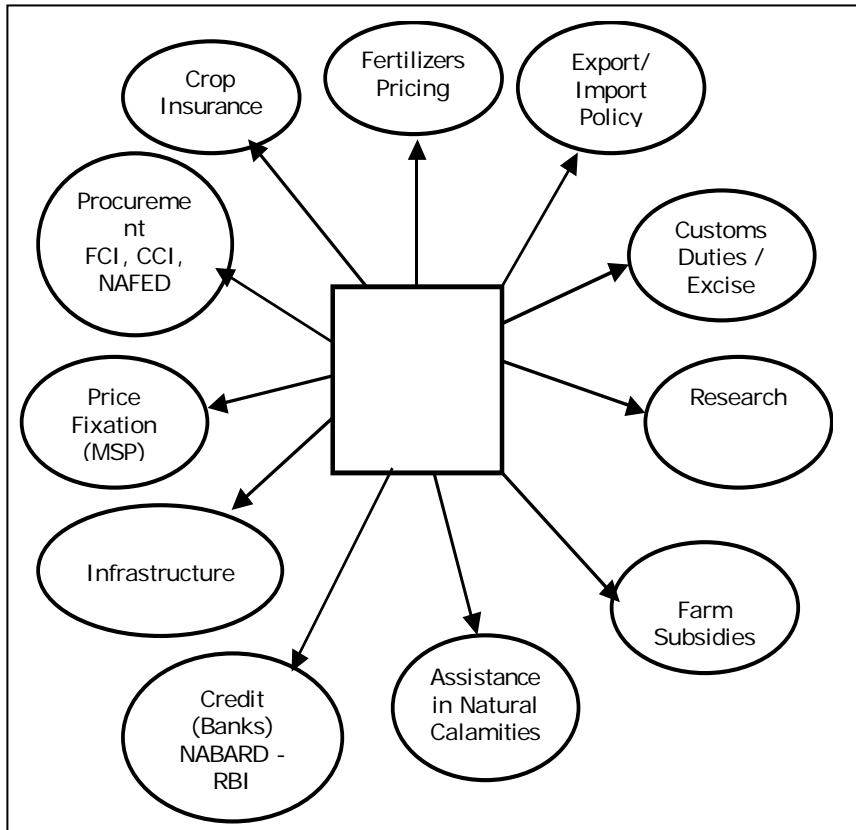 Crop
Insurance
Fertilizers
Pricing
Export/
Import
Policy
Procureme
nt
FCI, CCI,
NAFED
Customs
Duties /
Excise
Price
Fixation
(MSP)
Research
Infrastructure
Farm
Subsidies
Credit
(Banks)
NABARD -
RBI
Assistance
in Natural
Calamities